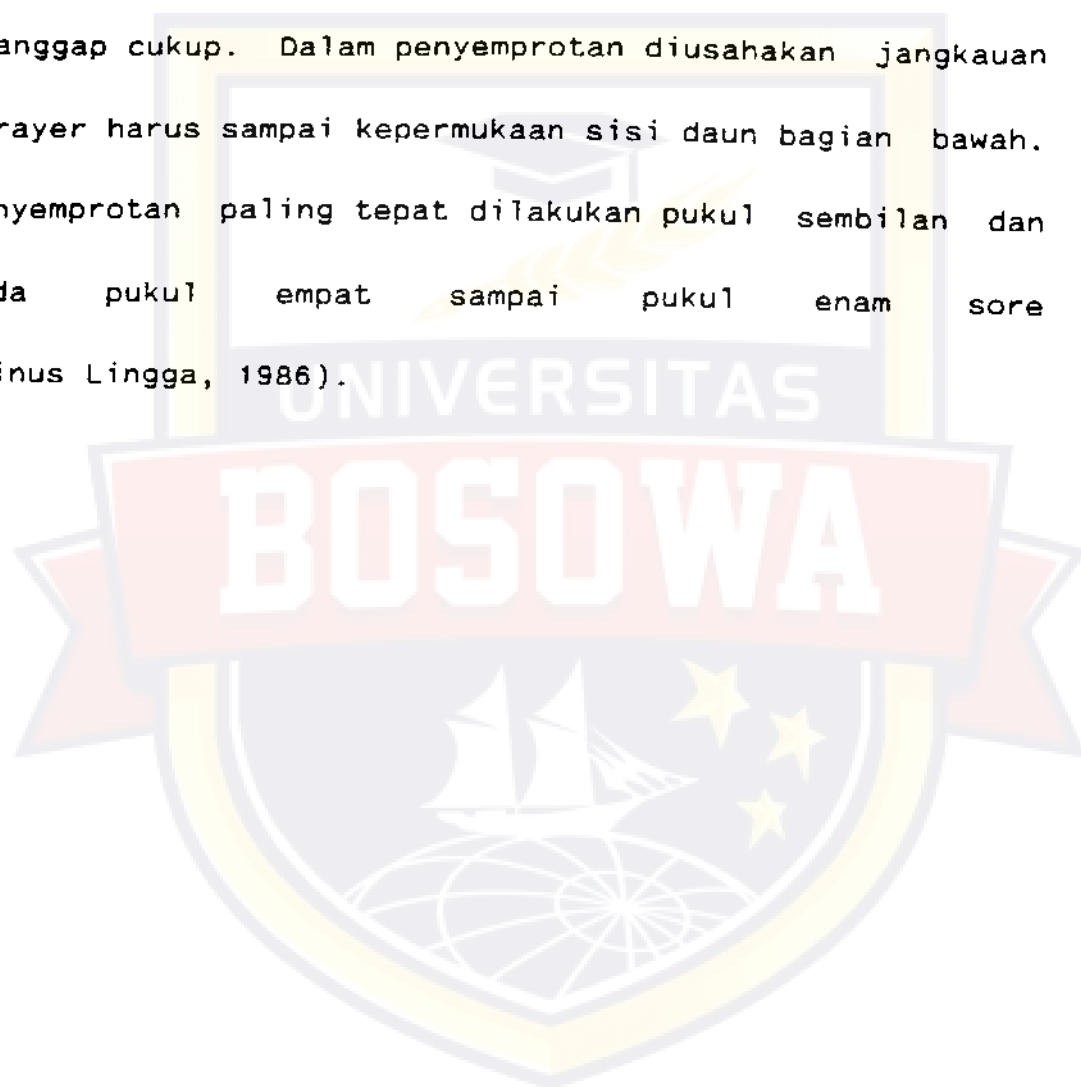 anggap cukup. Dalam penyemprotan diusahakan jangkauan
rayer harus sampai kepermukaan sisi daun bagian bawah.
nyemprotan paling tepat dilakukan pukul sembilan dan
da pukul empat sampai pukul enam sore
inus Lingga, 1986).
UNIVERSITAS
BOSOWA